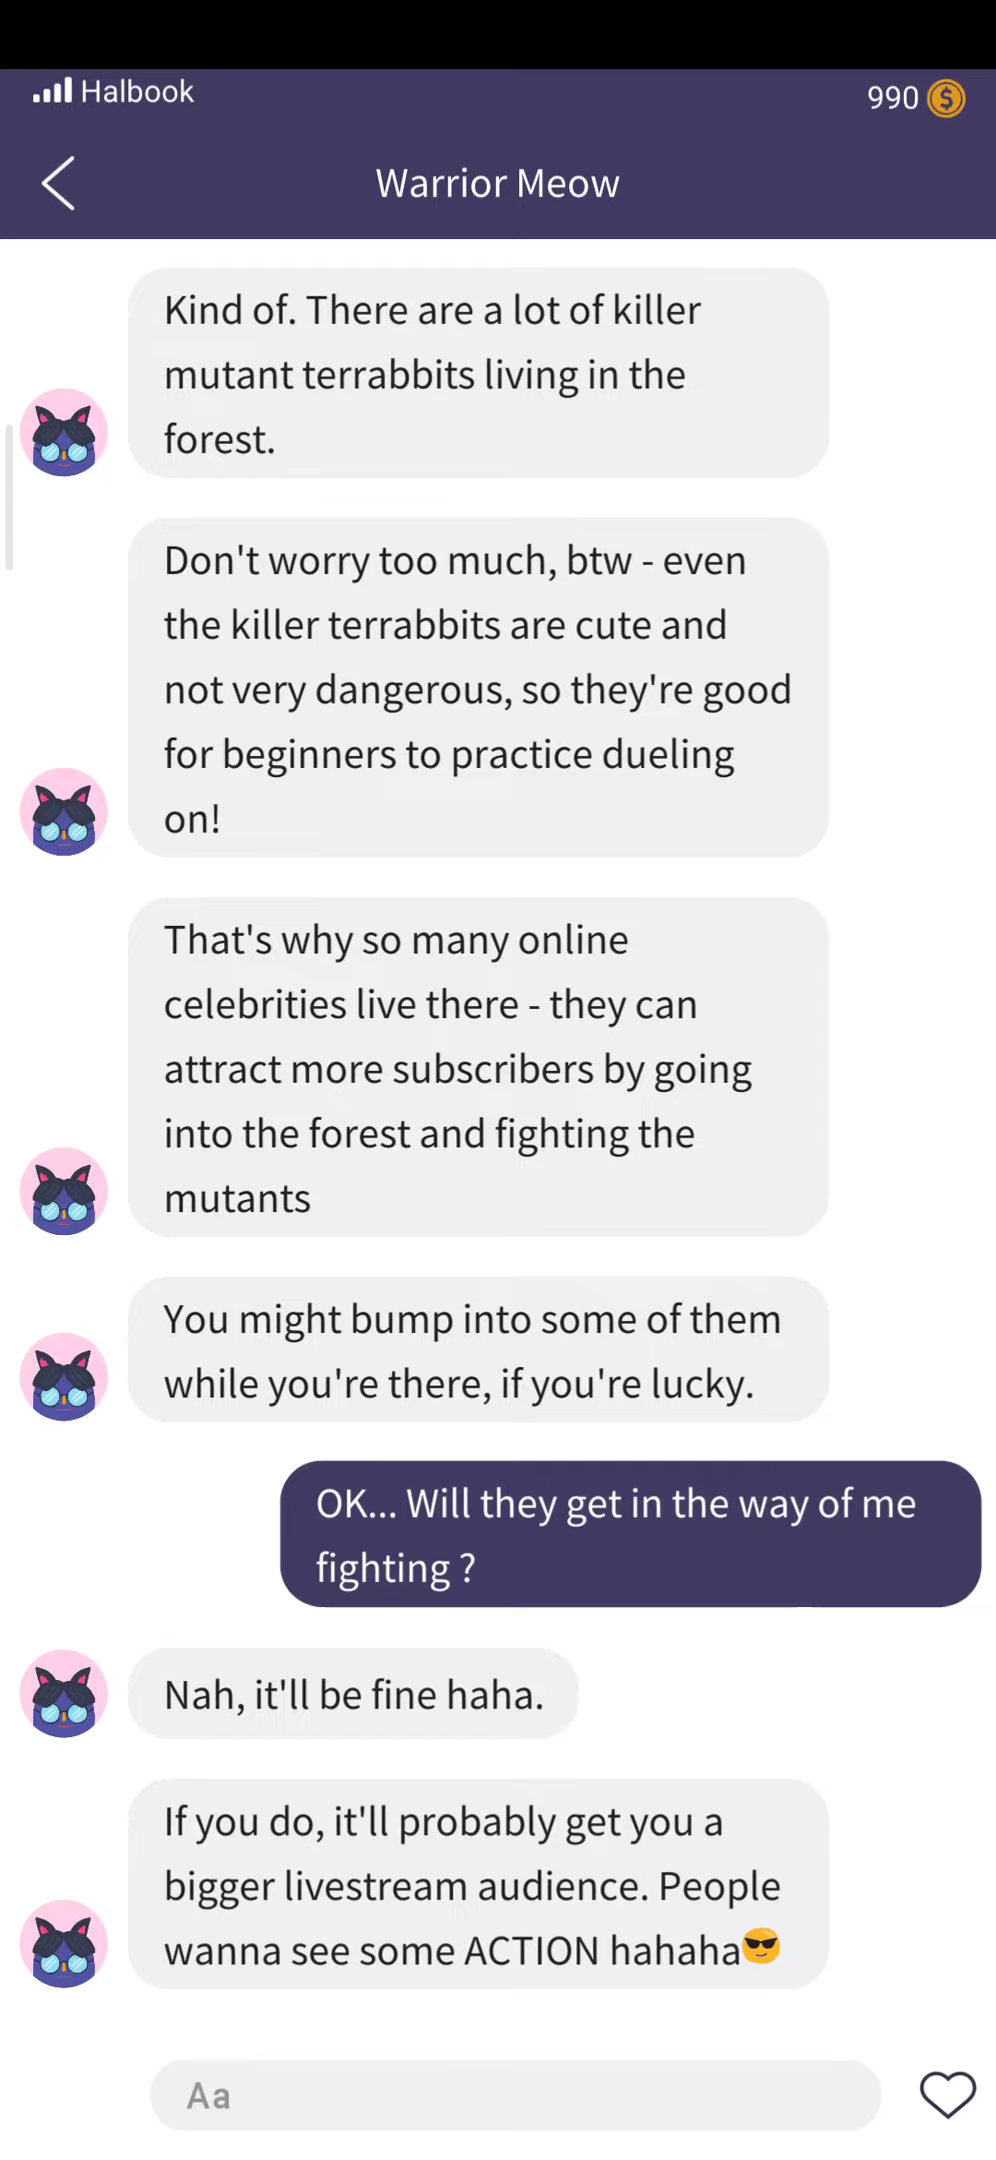 Halbook
990
Warrior Meow
Kind of. There are a lot of killer
mutant terrabbits living in the
forest.
Don't worry too much, btw - even
the killer terrabbits are cute and
not very dangerous, so they're good
for beginners to practice dueling
on!
That's why so many online
celebrities live there - they can
attract more subscribers by going
into the forest and fighting the
mutants
You might bump into some of them
while you're there, if you're lucky.
OK... Will they get in the way of me
fighting ?
Nah, it'll be fine haha.
If you do, it'll probably get you a
bigger livestream audience. People
wanna see some ACTION hahaha😎
Aa